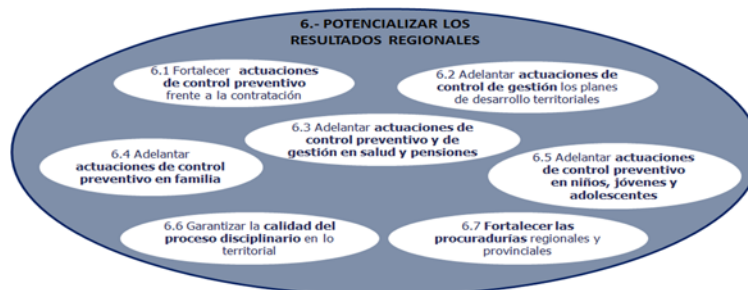 6.- POTENCIALIZAR LOS
RESULTADOS REGIONALES
6.1 Fortalecer actuaciones
de control preventivo
frente a la contratación
6.2 Adelantar actuaciones de
control de gestión los planes
de desarrollo territoriales
6.3 Adelantar actuaciones de
control preventivo y de
gestión en salud y pensiones
6.4 Adelantar
actuaciones de control
preventivo en familia
6.5 Adelantar actuaciones
de control preventivo
en niños, jóvenes y
adolescentes
6.6 Garantizar la calidad del
proceso disciplinario en lo
territorial
6.7 Fortalecer las
procuradurías regionales y
provinciales